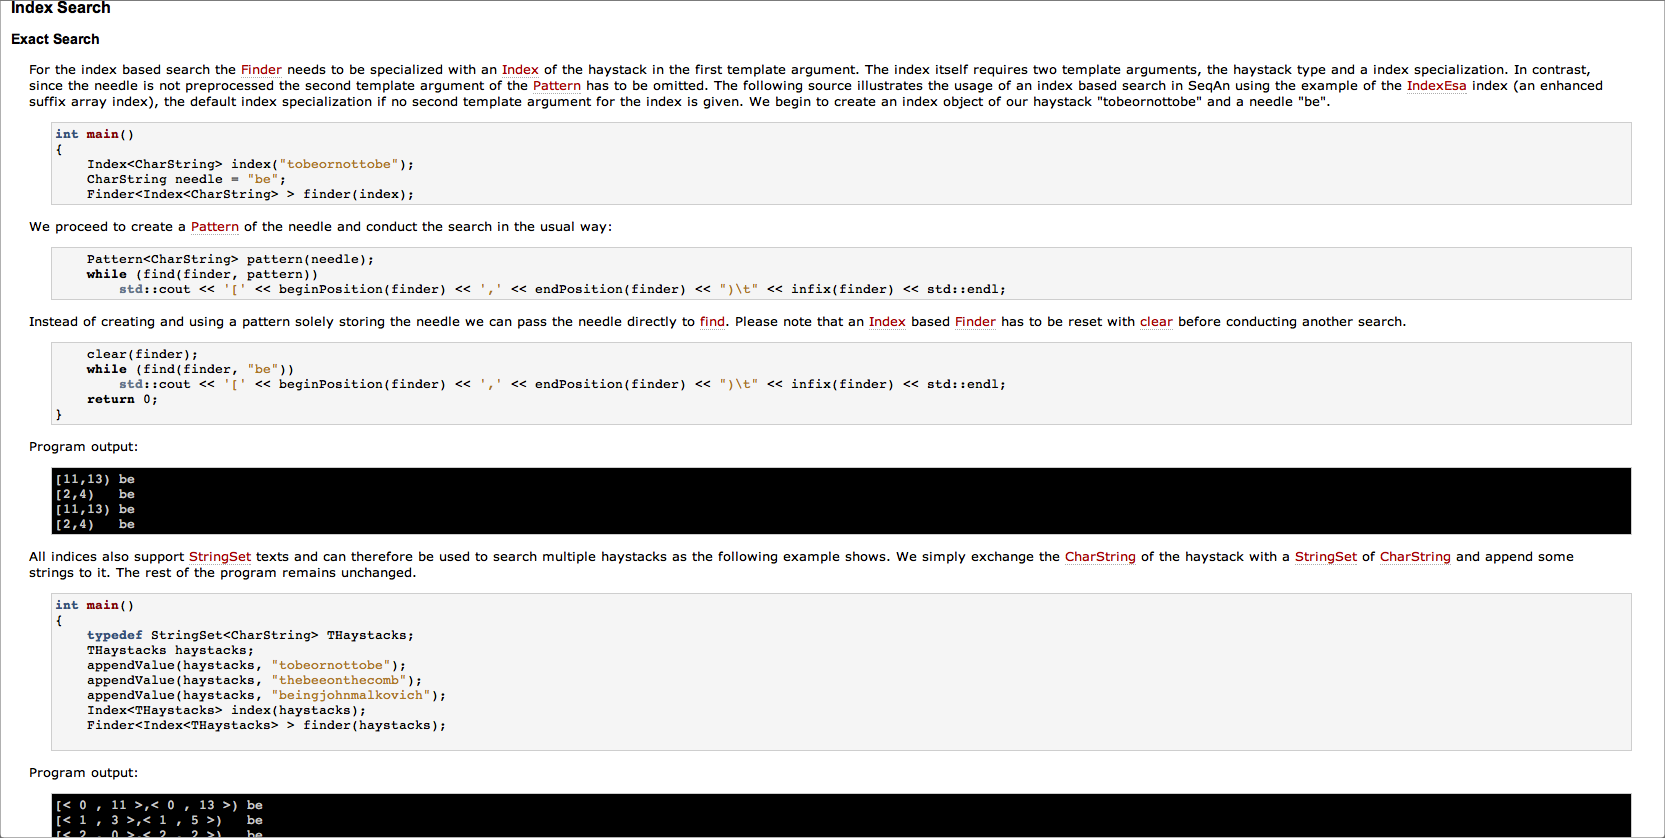 Index Search
Exact Search
For the index based search the Finder needs to be specialized with an Index of the haystack in the first template argument. The index itself requires two template arguments, the haystack type and a index specialization. In contrast,
since the needle is not preprocessed the second template argument of the Pattern has to be omitted. The following source illustrates the usage of an index based search in SeqAn using the example of the IndexEsa index (an enhanced
suffix array index), the default index specialization if no second template argument for the index is given. We begin to create an index object of our haystack "tobeornottobe" and a needle "be".
int main()
{
    Index<CharString> index("tobeornottobe");
    CharString needle = "be";
    Finder<Index<CharString> > finder(index);
We proceed to create a Pattern of the needle and conduct the search in the usual way:
    Pattern<CharString> pattern(needle);
    while (find(finder, pattern))
        std::cout << '[' << beginPosition(finder) << ',' << endPosition(finder) << ")\t" << infix(finder) << std::endl;
Instead of creating and using a pattern solely storing the needle we can pass the needle directly to find. Please note that an Index based Finder has to be reset with clear before conducting another search.
    clear(finder);
    while (find(finder, "be"))
        std::cout << '[' << beginPosition(finder) << ',' << endPosition(finder) << ")\t" << infix(finder) << std::endl;
    return 0;
}
Program output:
[11,13) be
[2,4)   be
[11,13) be
[2,4)   be
All indices also support StringSet texts and can therefore be used to search multiple haystacks as the following example shows. We simply exchange the CharString of the haystack with a StringSet of CharString and append some
strings to it. The rest of the program remains unchanged.
int main()
{
    typedef StringSet<CharString> THaystacks;
    THaystacks haystacks;
    appendValue(haystacks, "tobeornottobe");
    appendValue(haystacks, "thebeeonthecomb");
    appendValue(haystacks, "beingjohnmalkovich");
    Index<THaystacks> index(haystacks);
    Finder<Index<THaystacks> > finder(haystacks);
Program output:
[< 0 , 11 >,< 0 , 13 >) be
[< 1 , 3 >,< 1 , 5 >)   be
[< 2 , 0 >,< 2 , 2 >)   be